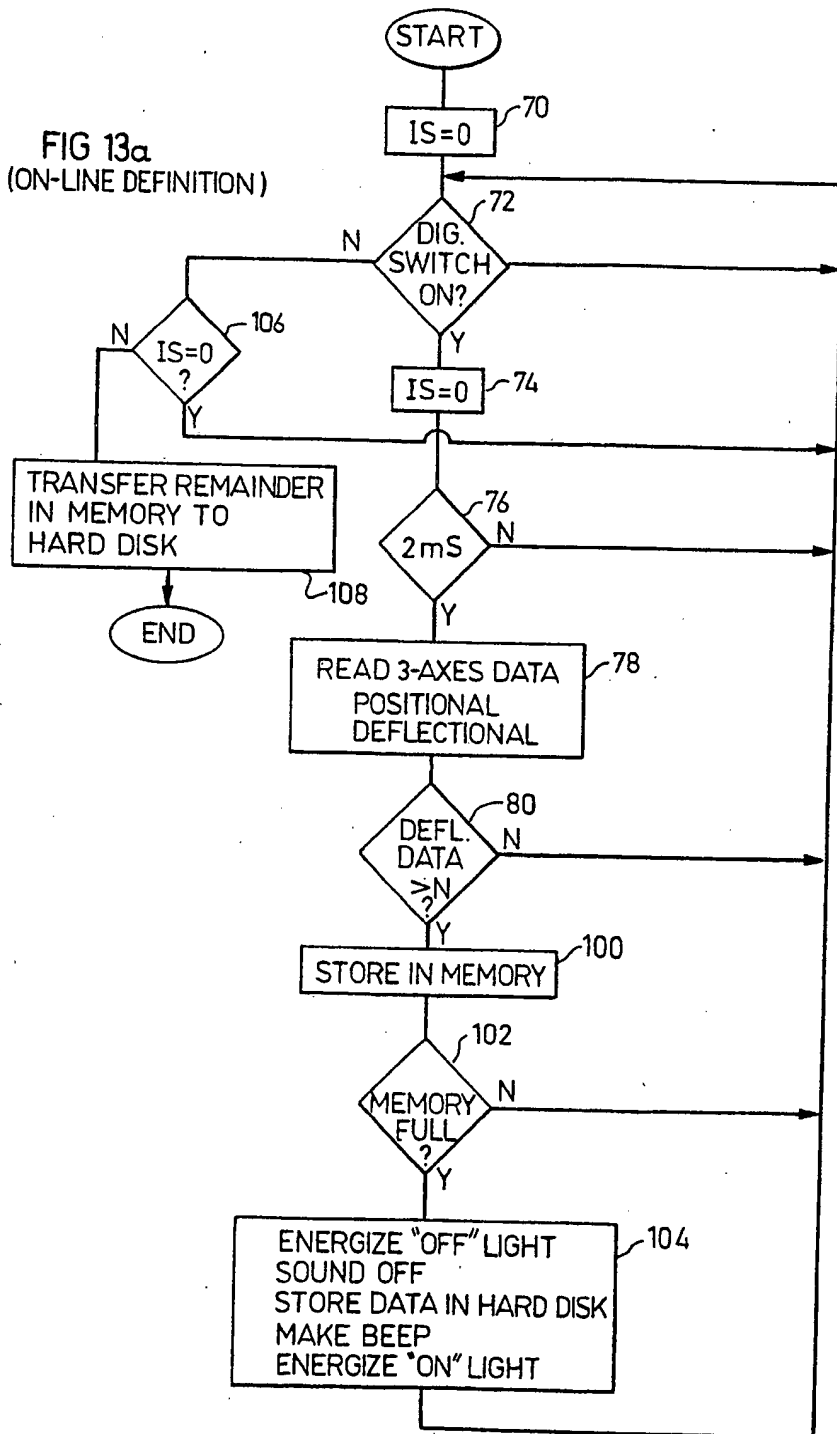 START
70
IS=0
FIG 13a
(ON-LINE DEFINITION)
72
N
DIG.
SWITCH
ON?
Y
106
N
IS=0
?
Y
74
IS=0
TRANSFER REMAINDER
IN MEMORY TO
HARD DISK
108
END
76
2mS
N
Y
READ 3-AXES DATA
POSITIONAL
DEFLECTIONAL
78
80
DEFL.
DATA
>N
?
N
Y
100
STORE IN MEMORY
102
MEMORY
FULL
?
N
Y
ENERGIZE "OFF" LIGHT
SOUND OFF
STORE DATA IN HARD DISK
MAKE BEEP
ENERGIZE "ON" LIGHT
104